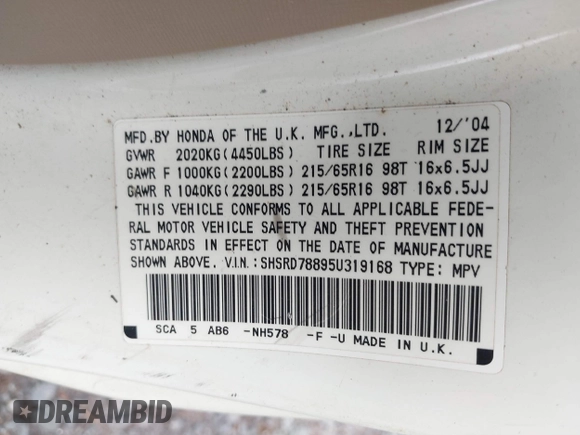 MFD.BY HONDA OF THE U.K. MFG.,LTD. 12/'04
GVWR 2020KG(4450LBS) TIRE SIZE RIM SIZE
GAWR F 1000KG(2200LBS) 215/65R16 98T 16x6.5JJ
GAWR R 1040KG(2290LBS) 215/65R16 98T 16x6.5JJ
THIS VEHICLE CONFORMS TO ALL APPLICABLE FEDE-
RAL MOTOR VEHICLE SAFETY AND THEFT PREVENTION
STANDARDS IN EFFECT ON THE DATE OF MANUFACTURE
SHOWN ABOVE. V.I.N.:SHSRD78895U319168 TYPE: MPV
SCA 5 AB6 -NH578 -F -U MADE IN U.K.
DREAMBID